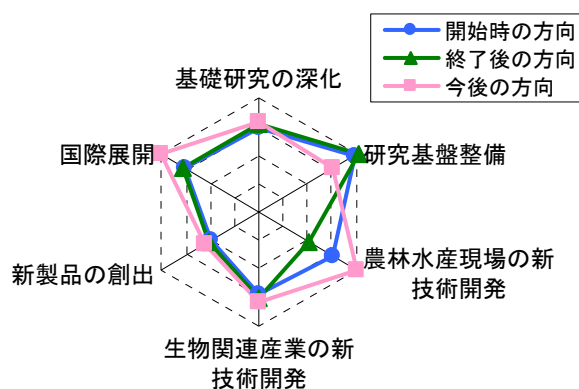 開始時の方向
終了後の方向
今後の方向
基礎研究の深化
国際展開
研究基盤整備
新製品の創出
農林水産現場の新
技術開発
生物関連産業の新
技術開発